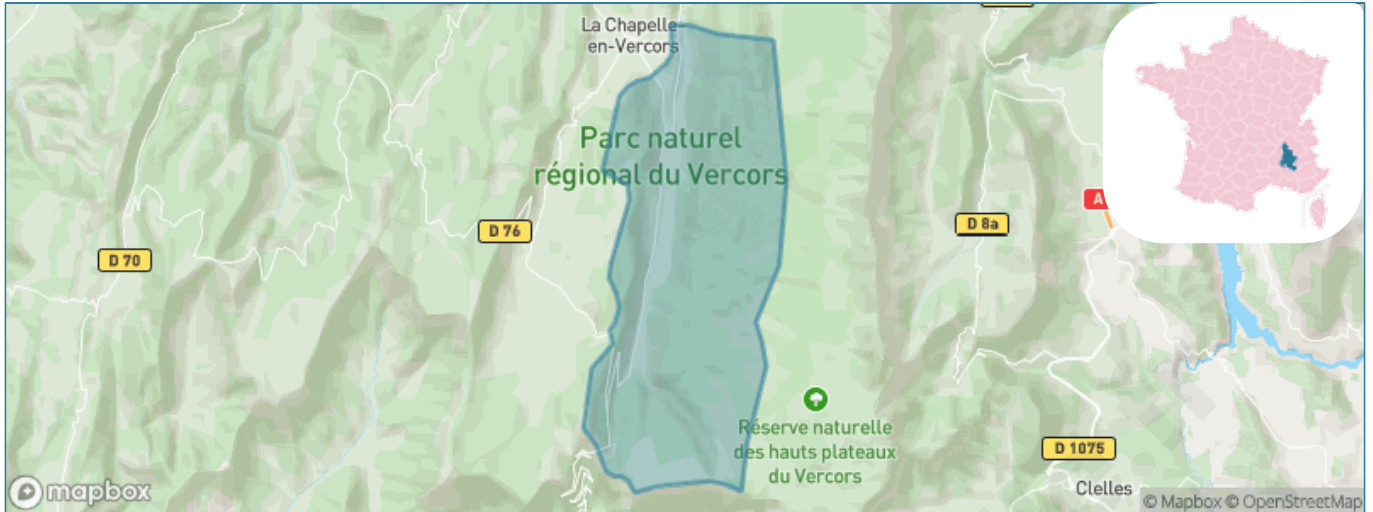 La Chapelle
en-Vercors
Parc naturel
régional du Vercors
A
D 76
D 8a
D 70
Réserve naturelle
des hauts plateaux
du Vercors
D 1075
Clelles
mapbox
© Mapbox © OpenStreetMap